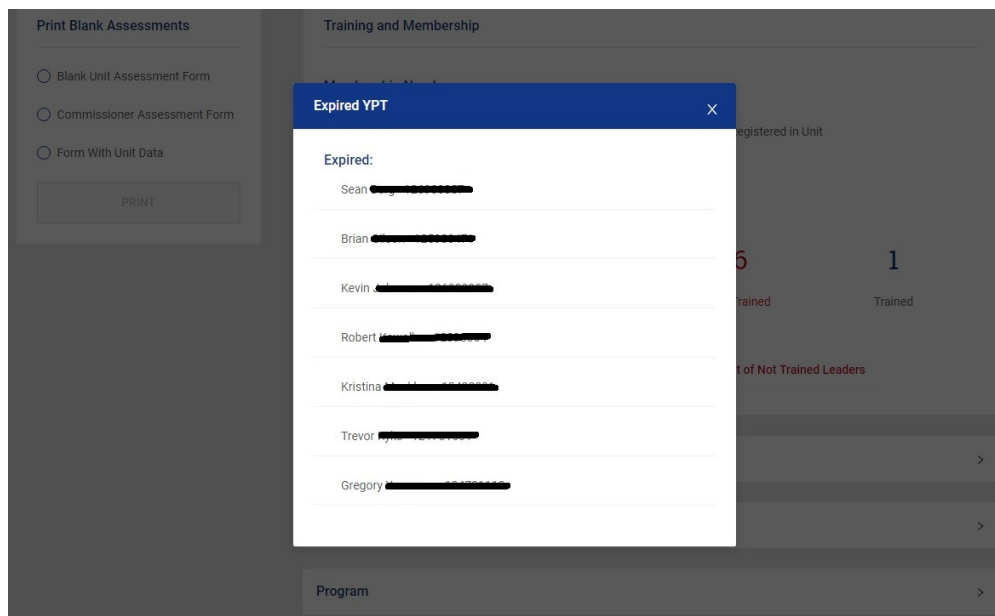 Print Blank Assessments
Blank Unit Assessment Form
Commissioner Assessment Form
Form With Unit Data
PRINT
Training and Membership
egistered in Unit
6
1
rained
Trained
t of Not Trained Leaders
Program
Expired YPT
X
Expired:
Sean
Brian
Kevin
Robert
Kristina
Trevor
Gregory